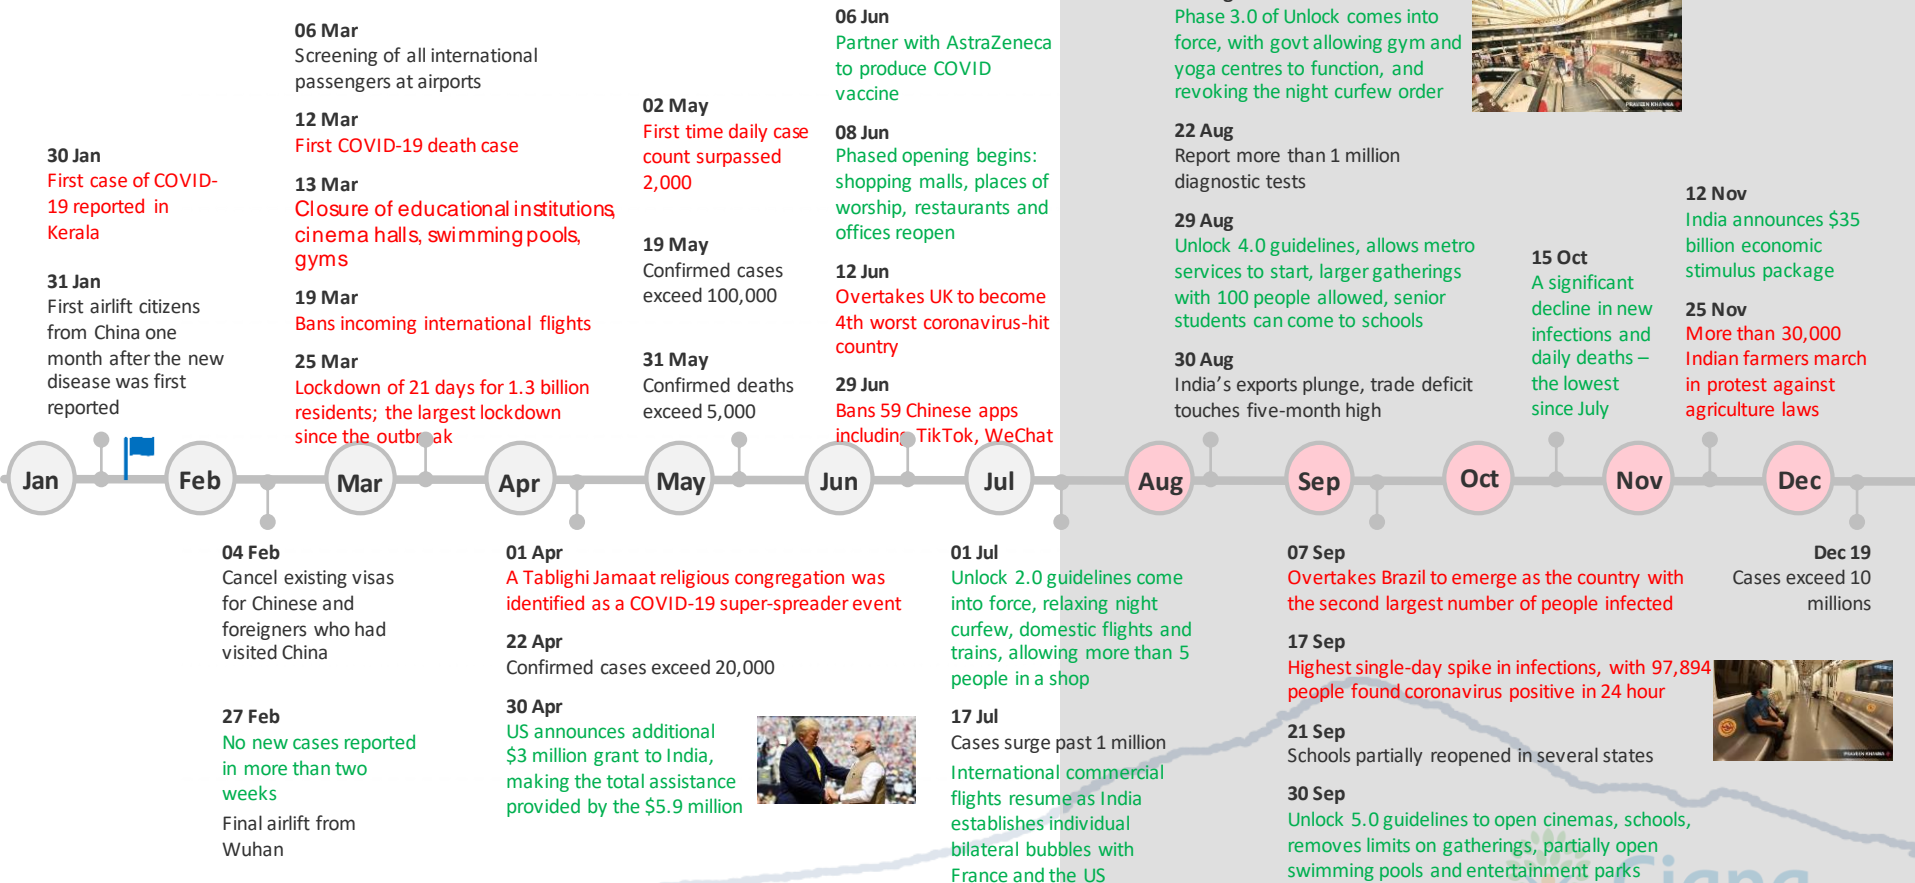 30 Jan
First case of COVID-
19 reported in
Kerala
31 Jan
First airlift citizens
from China one
month after the new
disease was first
reported
06 Mar
Screening of all international
passengers at airports
12 Mar
First COVID-19 death case
13 Mar
Closure of educational institutions,
cinema halls, swimming pools,
gyms
19 Mar
Bans incoming international flights
25 Mar
Lockdown of 21 days for 1.3 billion
residents; the largest lockdown
since the outbreak
02 May
First time daily case
count surpassed
2,000
19 May
Confirmed cases
exceed 100,000
31 May
Confirmed deaths
exceed 5,000
06 Jun
Partner with AstraZeneca
to produce COVID
vaccine
08 Jun
Phased opening begins:
shopping malls, places of
worship, restaurants and
offices reopen
12 Jun
Overtakes UK to become
4th worst coronavirus-hit
country
29 Jun
Bans 59 Chinese apps
including TikTok, WeChat
Phase 3.0 of Unlock comes into
force, with govt allowing gym and
yoga centres to function, and
revoking the night curfew order
22 Aug
Report more than 1 million
diagnostic tests
29 Aug
Unlock 4.0 guidelines, allows metro
services to start, larger gatherings
with 100 people allowed, senior
students can come to schools
30 Aug
India's exports plunge, trade deficit
touches five-month high
PRAVEEN KHANNA
15 Oct
A significant
decline in new
infections and
daily deaths –
the lowest
since July
12 Nov
India announces $35
billion economic
stimulus package
25 Nov
More than 30,000
Indian farmers march
in protest against
agriculture laws
Jan
Feb
Mar
Apr
May
Jun
Jul
Aug
Sep
Oct
Nov
Dec
04 Feb
Cancel existing visas
for Chinese and
foreigners who had
visited China
27 Feb
No new cases reported
in more than two
weeks
Final airlift from
Wuhan
01 Apr
A Tablighi Jamaat religious congregation was
identified as a COVID-19 super-spreader event
22 Apr
Confirmed cases exceed 20,000
30 Apr
US announces additional
$3 million grant to India,
making the total assistance
provided by the $5.9 million
01 Jul
Unlock 2.0 guidelines come
into force, relaxing night
curfew, domestic flights and
trains, allowing more than 5
people in a shop
17 Jul
Cases surge past 1 million
International commercial
flights resume as India
establishes individual
bilateral bubbles with
France and the US
07 Sep
Overtakes Brazil to emerge as the country with
the second largest number of people infected
17 Sep
Highest single-day spike in infections, with 97,894
people found coronavirus positive in 24 hour
21 Sep
Schools partially reopened in several states
30 Sep
Unlock 5.0 guidelines to open cinemas, schools,
removes limits on gatherings, partially open
swimming pools and entertainment parks
Dec 19
Cases exceed 10
millions
PRAVEEN KHANNA